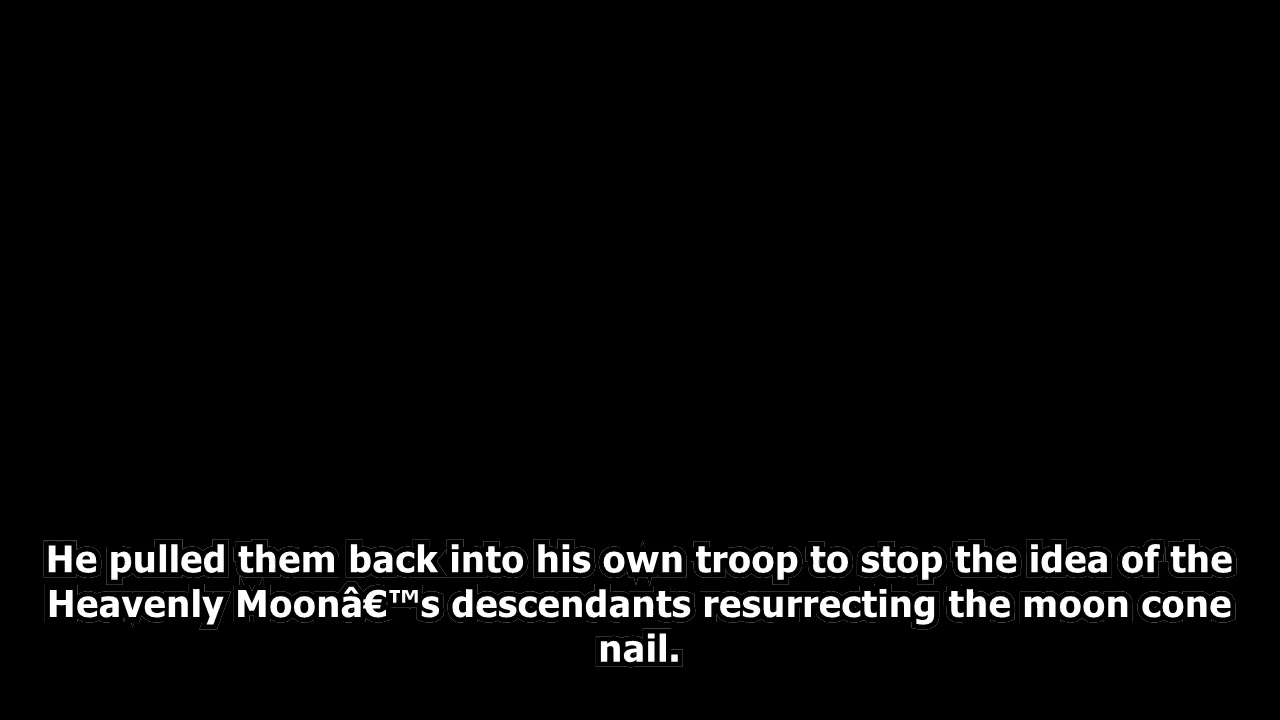 He pulled them back into his own troop to stop the idea of the
Heavenly Moonâ€™s descendants resurrecting the moon cone
nail.